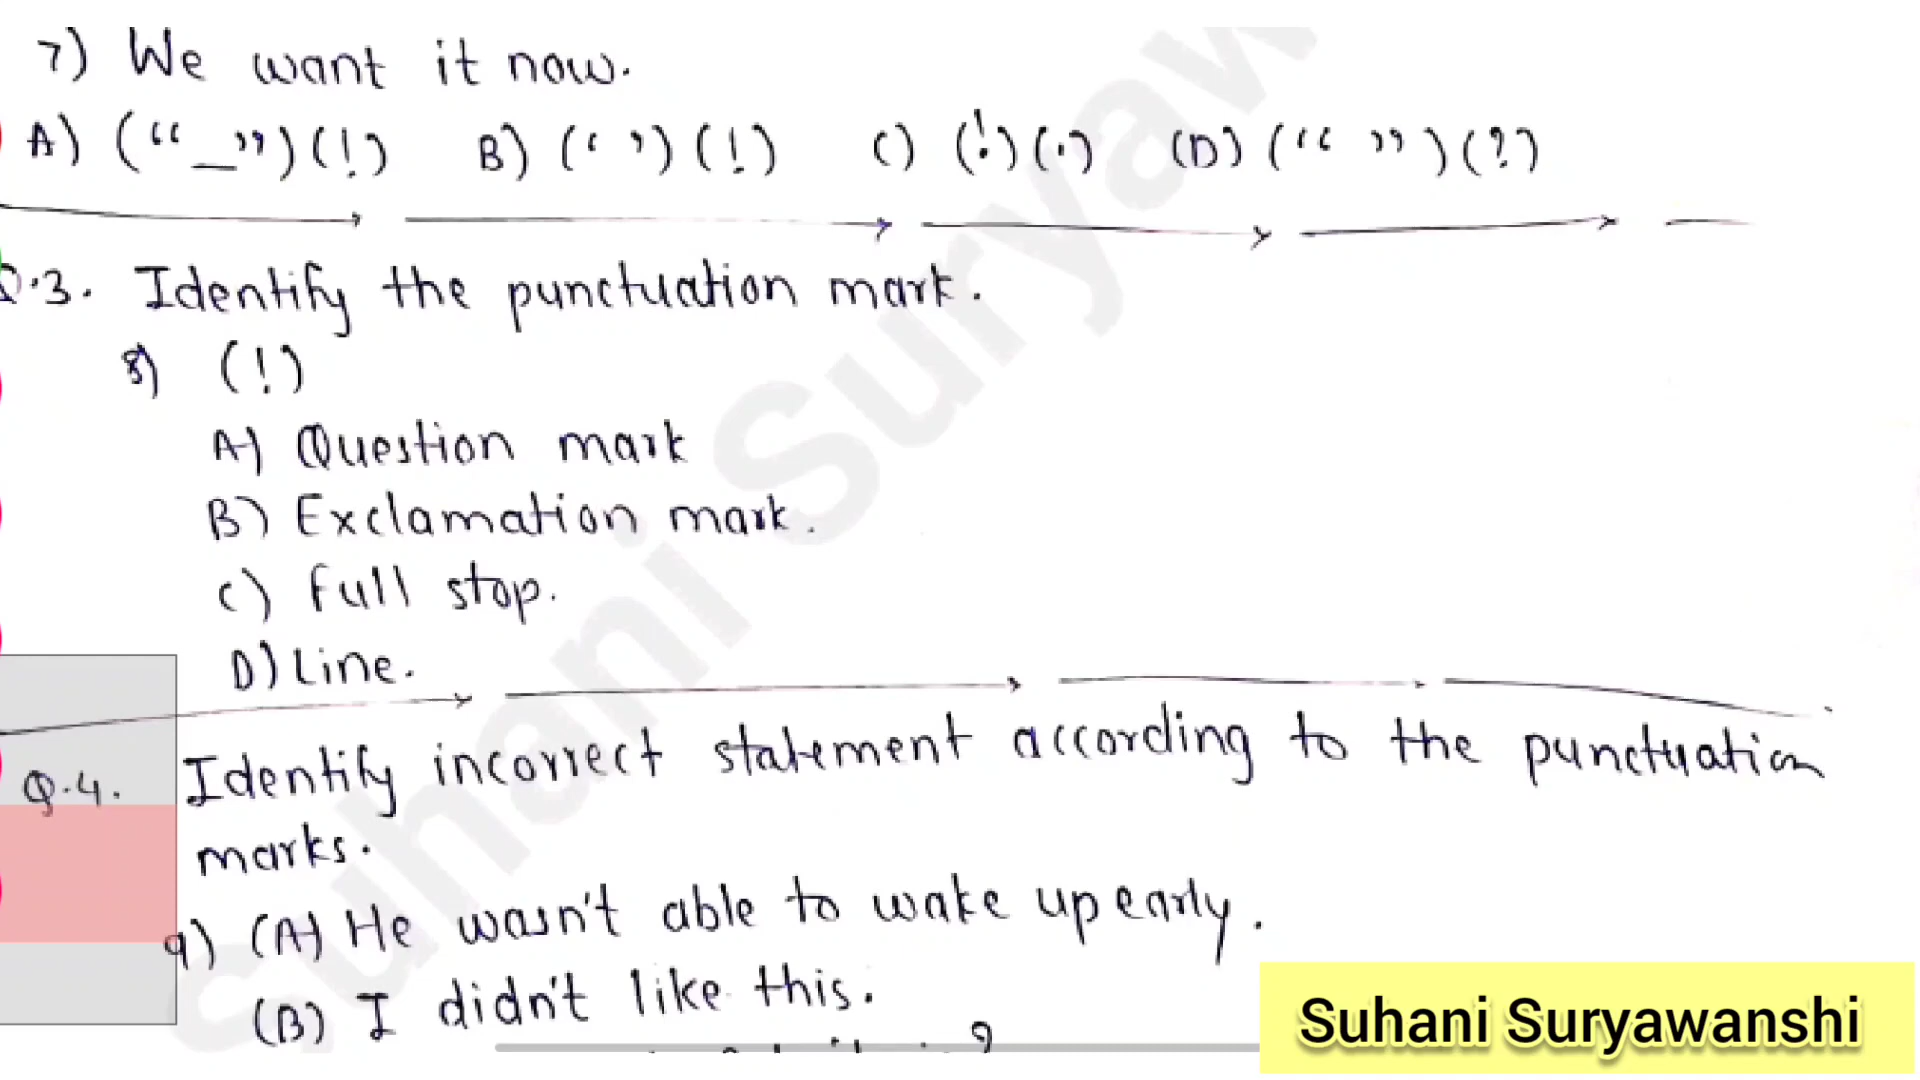 7) We want it now.
A) (“_”)(!) B) (‘ ’)(!) C) (!)(.) (D) (“ ”)(?)
Q.3. Identify the punctuation mark.
8) (!)
A) Question mark
B) Exclamation mark.
C) Full stop.
D) Line.
Q.4. Identify incorrect statement according to the punctuation
marks.
9) (A) He wasn't able to wake up early.
(B) I didn't like this.
Suhani Suryawanshi
Suhani Suryaw